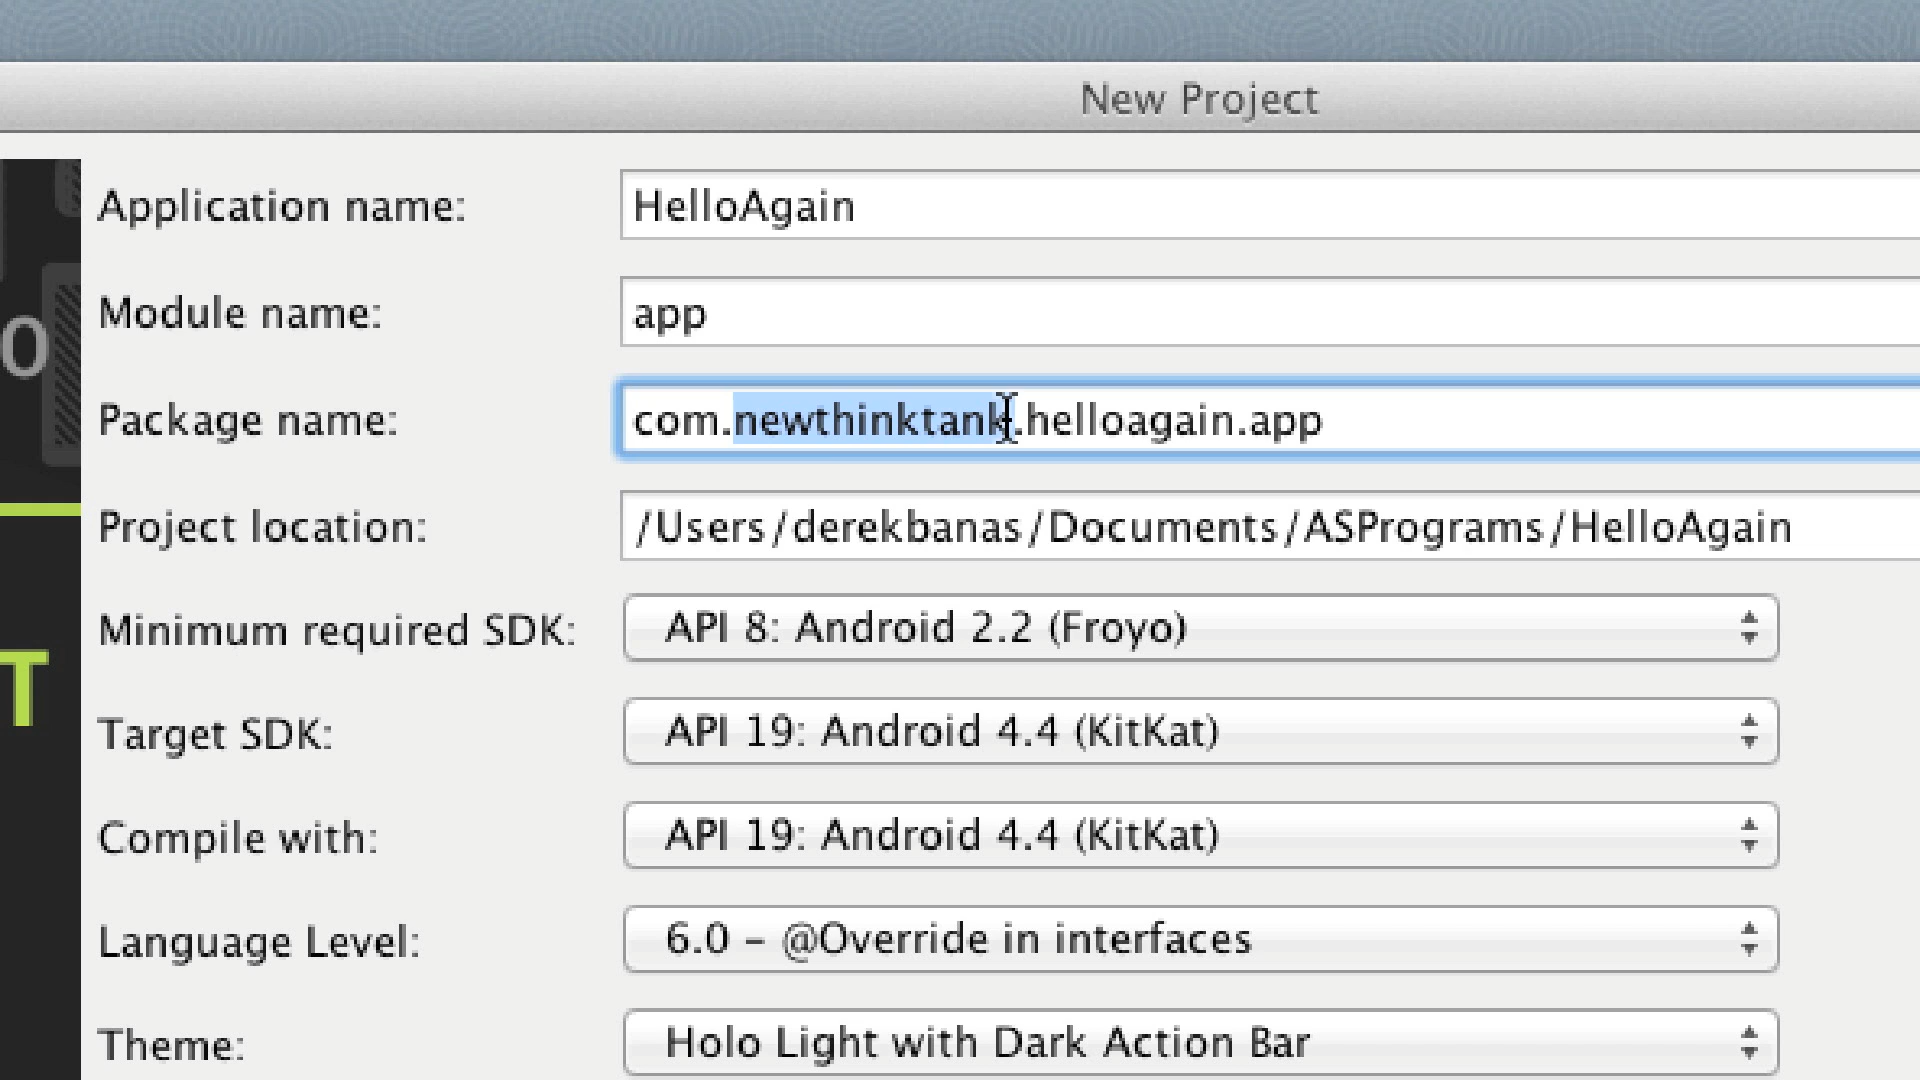 New Project
Application name: HelloAgain
Module name: app
Package name: com.newthinktank.helloagain.app
Project location: /Users/derekbanas/Documents/ASPrograms/HelloAgain
Minimum required SDK: API 8: Android 2.2 (Froyo)
Target SDK: API 19: Android 4.4 (KitKat)
Compile with: API 19: Android 4.4 (KitKat)
Language Level: 6.0 – @Override in interfaces
Theme: Holo Light with Dark Action Bar